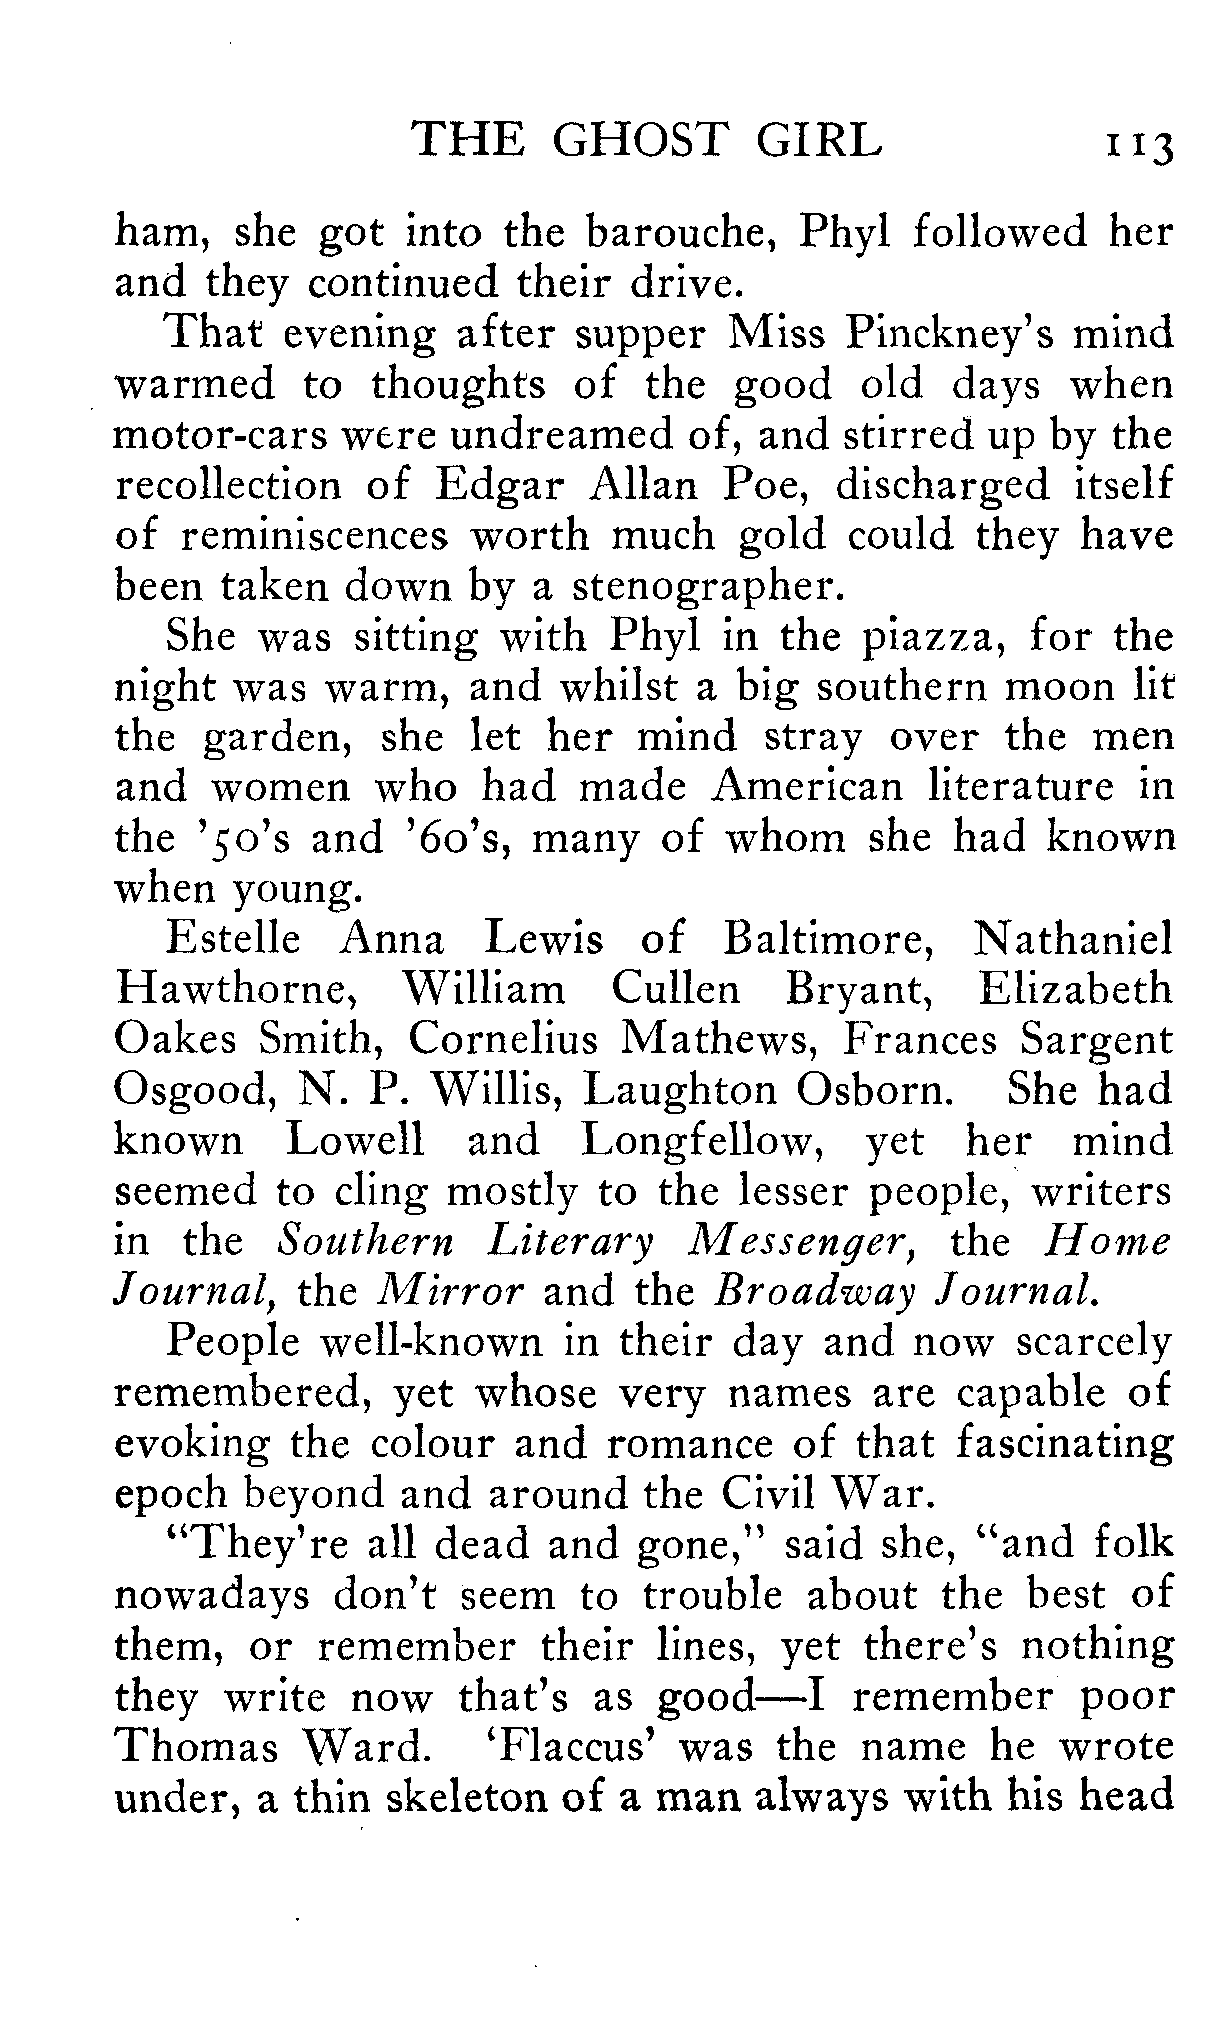 THE GHOST GIRL 113
ham, she got into the barouche, Phyl followed her
and they continued their drive.
That evening after supper Miss Pinckney's mind
warmed to thoughts of the good old days when
motor-cars were undreamed of, and stirred up by the
recollection of Edgar Allan Poe, discharged itself
of reminiscences worth much gold could they have
been taken down by a stenographer.
She was sitting with Phyl in the piazza, for the
night was warm, and whilst a big southern moon lit
the garden, she let her mind stray over the men
and women who had made American literature in
the '50's and '60's, many of whom she had known
when young.
Estelle Anna Lewis of Baltimore, Nathaniel
Hawthorne, William Cullen Bryant, Elizabeth
Oakes Smith, Cornelius Mathews, Frances Sargent
Osgood, N. P. Willis, Laughton Osborn. She had
known Lowell and Longfellow, yet her mind
seemed to cling mostly to the lesser people, writers
in the Southern Literary Messenger, the Home
Journal, the Mirror and the Broadway Journal.
People well-known in their day and now scarcely
remembered, yet whose very names are capable of
evoking the colour and romance of that fascinating
epoch beyond and around the Civil War.
"They're all dead and gone," said she, "and folk
nowadays don't seem to trouble about the best of
them, or remember their lines, yet there's nothing
they write now that's as good—I remember poor
Thomas Ward. 'Flaccus' was the name he wrote
under, a thin skeleton of a man always with his head